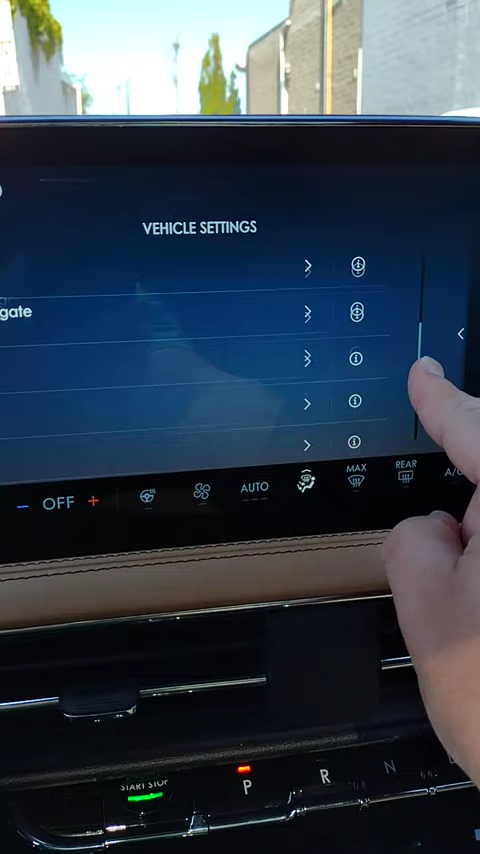 VEHICLE SETTINGS
gate
OFF
AUTO
MAX
REAR
A/C
START STOP
P
R
N